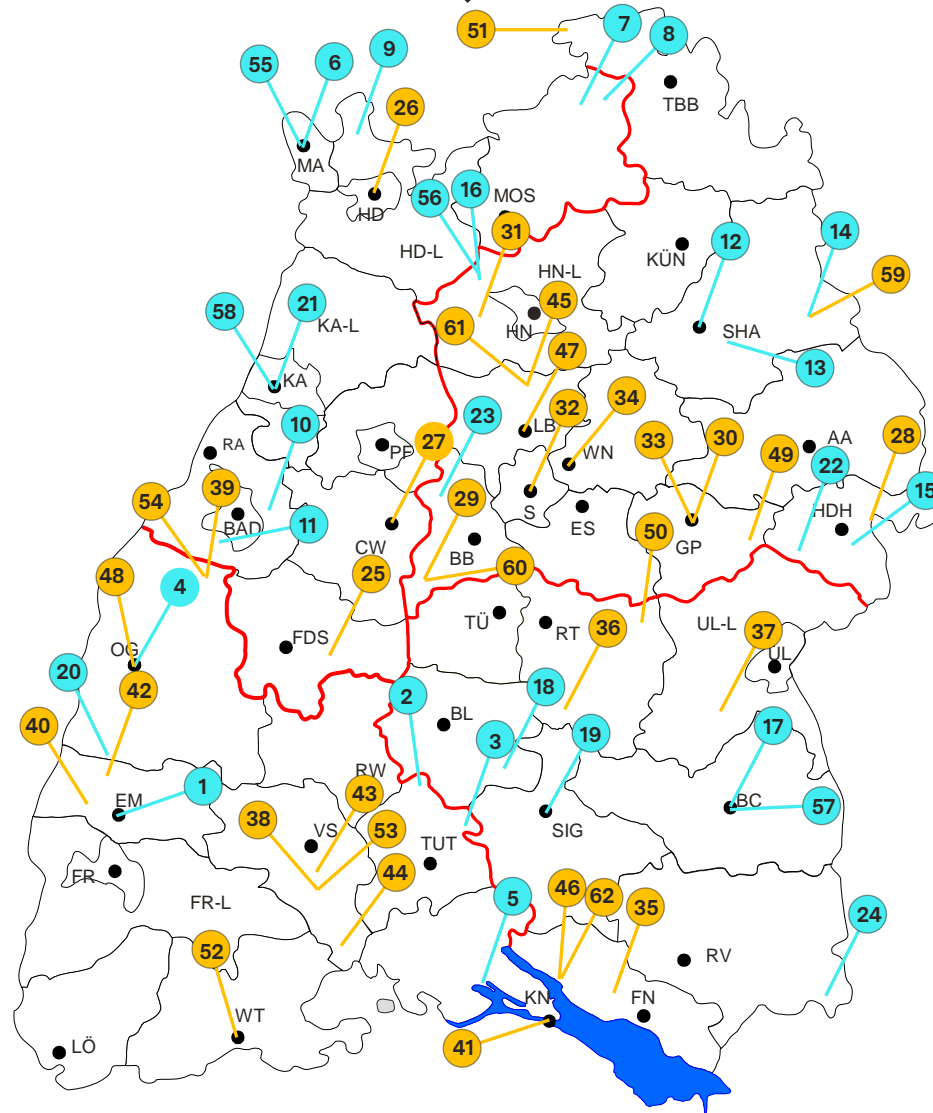 51
7
8
55
6
9
26
TBB
MA
HD
56
16
MOS
31
14
12
HD-L
KÜN
HN-L
59
58
21
KA-L
61
45
HN
SHA
47
13
KA
10
23
32
34
LB
27
RA
PF
WN
33
30
49
AA
28
22
54
39
29
15
S
HDH
BAD
11
ES
50
GP
CW
BB
48
4
25
60
TÜ
RT
36
UL-L
37
FDS
OG
UL
20
42
2
18
BL
3
19
17
40
RW
1
43
EM
BC
57
38
53
VS
TUT
SIG
44
FR
5
46
62
35
FR-L
24
52
RV
KN
FN
WT
41
LÖ